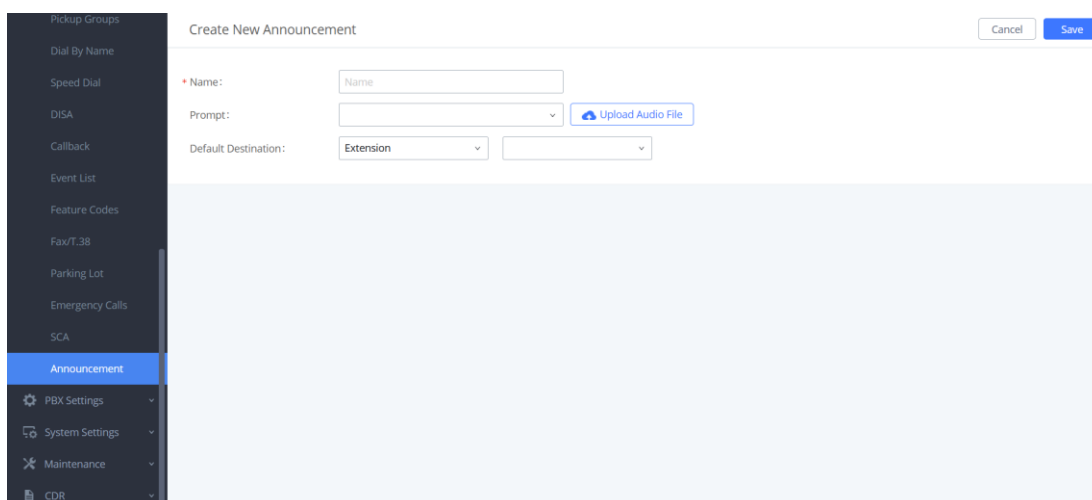 Pickup Groups
Dial By Name
Speed Dial
DISA
Callback
Event List
Feature Codes
Fax/T.38
Parking Lot
Emergency Calls
SCA
Announcement
PBX Settings
System Settings
Maintenance
CDR
Create New Announcement
Cancel
Save
* Name:
Name
Prompt:
Upload Audio File
Default Destination:
Extension